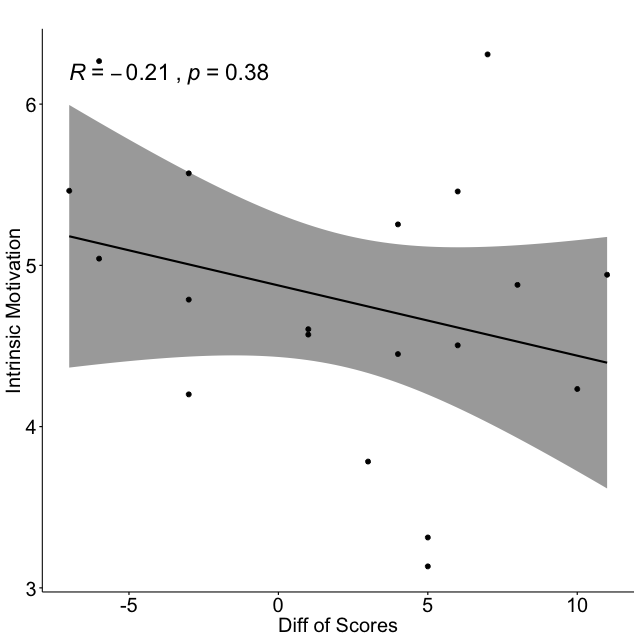 R = −0.21 , p = 0.38
6
5
4
3
Intrinsic Motivation
-5 0 5 10
Diff of Scores